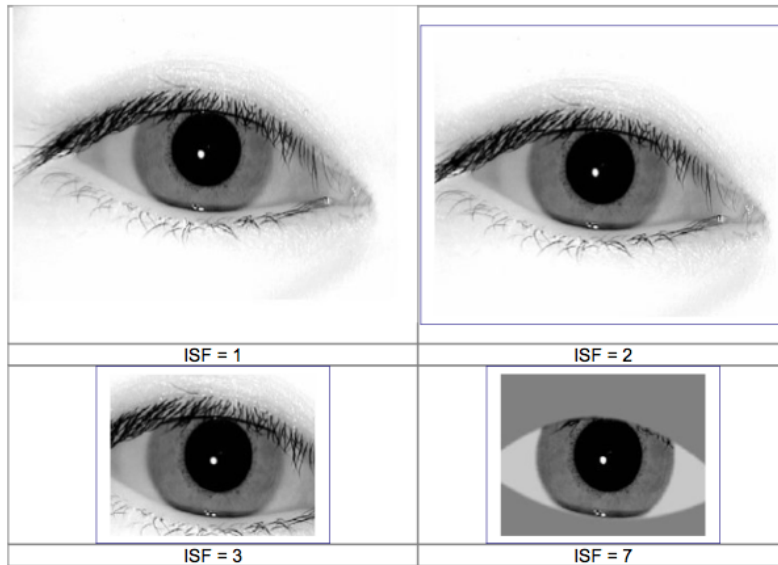 ISF = 1
ISF = 2
ISF = 3
ISF = 7